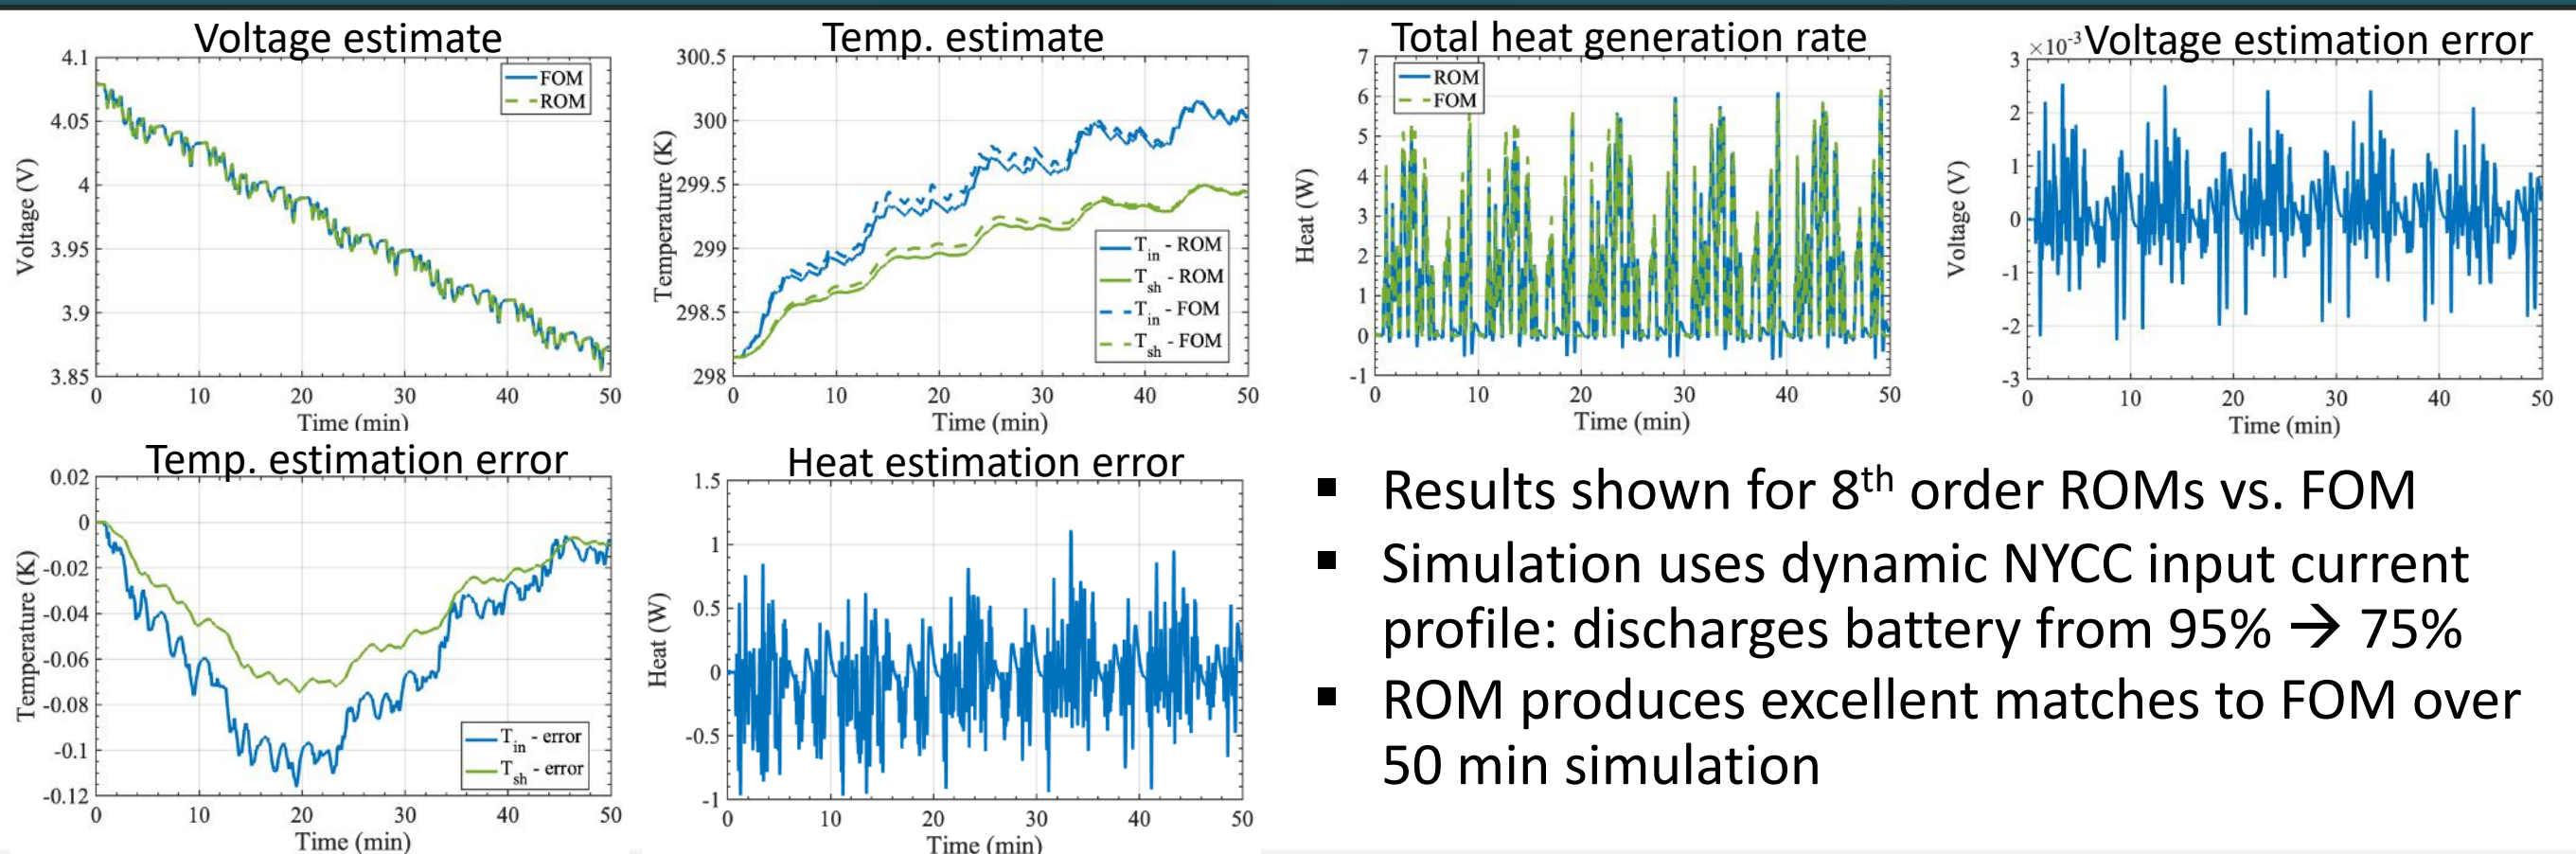 Voltage estimate
4.1
4.05
4
3.95
3.9
3.85
Voltage (V)
FOM
ROM
0 10 20 30 40 50
Time (min)
Temp. estimate
300.5
300
299.5
299
298.5
298
Temperature (K)
T_in - ROM
T_sh - ROM
T_in - FOM
T_sh - FOM
0 10 20 30 40 50
Time (min)
Total heat generation rate
7
6
5
4
3
2
1
0
-1
Heat (W)
ROM
FOM
0 10 20 30 40 50
Time (min)
Voltage estimation error
×10⁻³
3
2
1
0
-1
-2
-3
Voltage (V)
0 10 20 30 40 50
Time (min)
Temp. estimation error
0.02
0
-0.02
-0.04
-0.06
-0.08
-0.1
-0.12
Temperature (K)
T_in - error
T_sh - error
0 10 20 30 40 50
Time (min)
Heat estimation error
1.5
1
0.5
0
-0.5
-1
Heat (W)
0 10 20 30 40 50
Time (min)
▪ Results shown for 8th order ROMs vs. FOM
▪ Simulation uses dynamic NYCC input current
profile: discharges battery from 95% → 75%
▪ ROM produces excellent matches to FOM over
50 min simulation